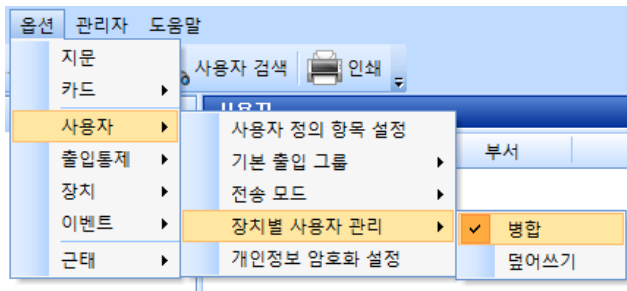 옵션 관리자 도움말
사용자 검색 인쇄
지문
카드
사용자
출입통제
장치
이벤트
근태
사용자 정의 항목 설정
기본 출입 그룹
전송 모드
장치별 사용자 관리
개인정보 암호화 설정
부서
병합
덮어쓰기